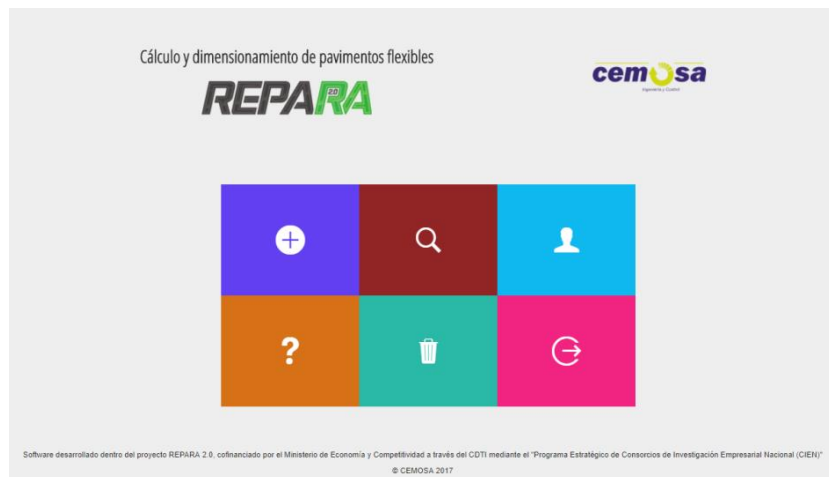 Cálculo y dimensionamiento de pavimentos flexibles
REPARA
2.0
cemosa
Ingeniería y Control
Software desarrollado dentro del proyecto REPARA 2.0, cofinanciado por el Ministerio de Economía y Competitividad a través del CDTI mediante el "Programa Estratégico de Consorcios de Investigación Empresarial Nacional (CIEN)"
© CEMOSA 2017